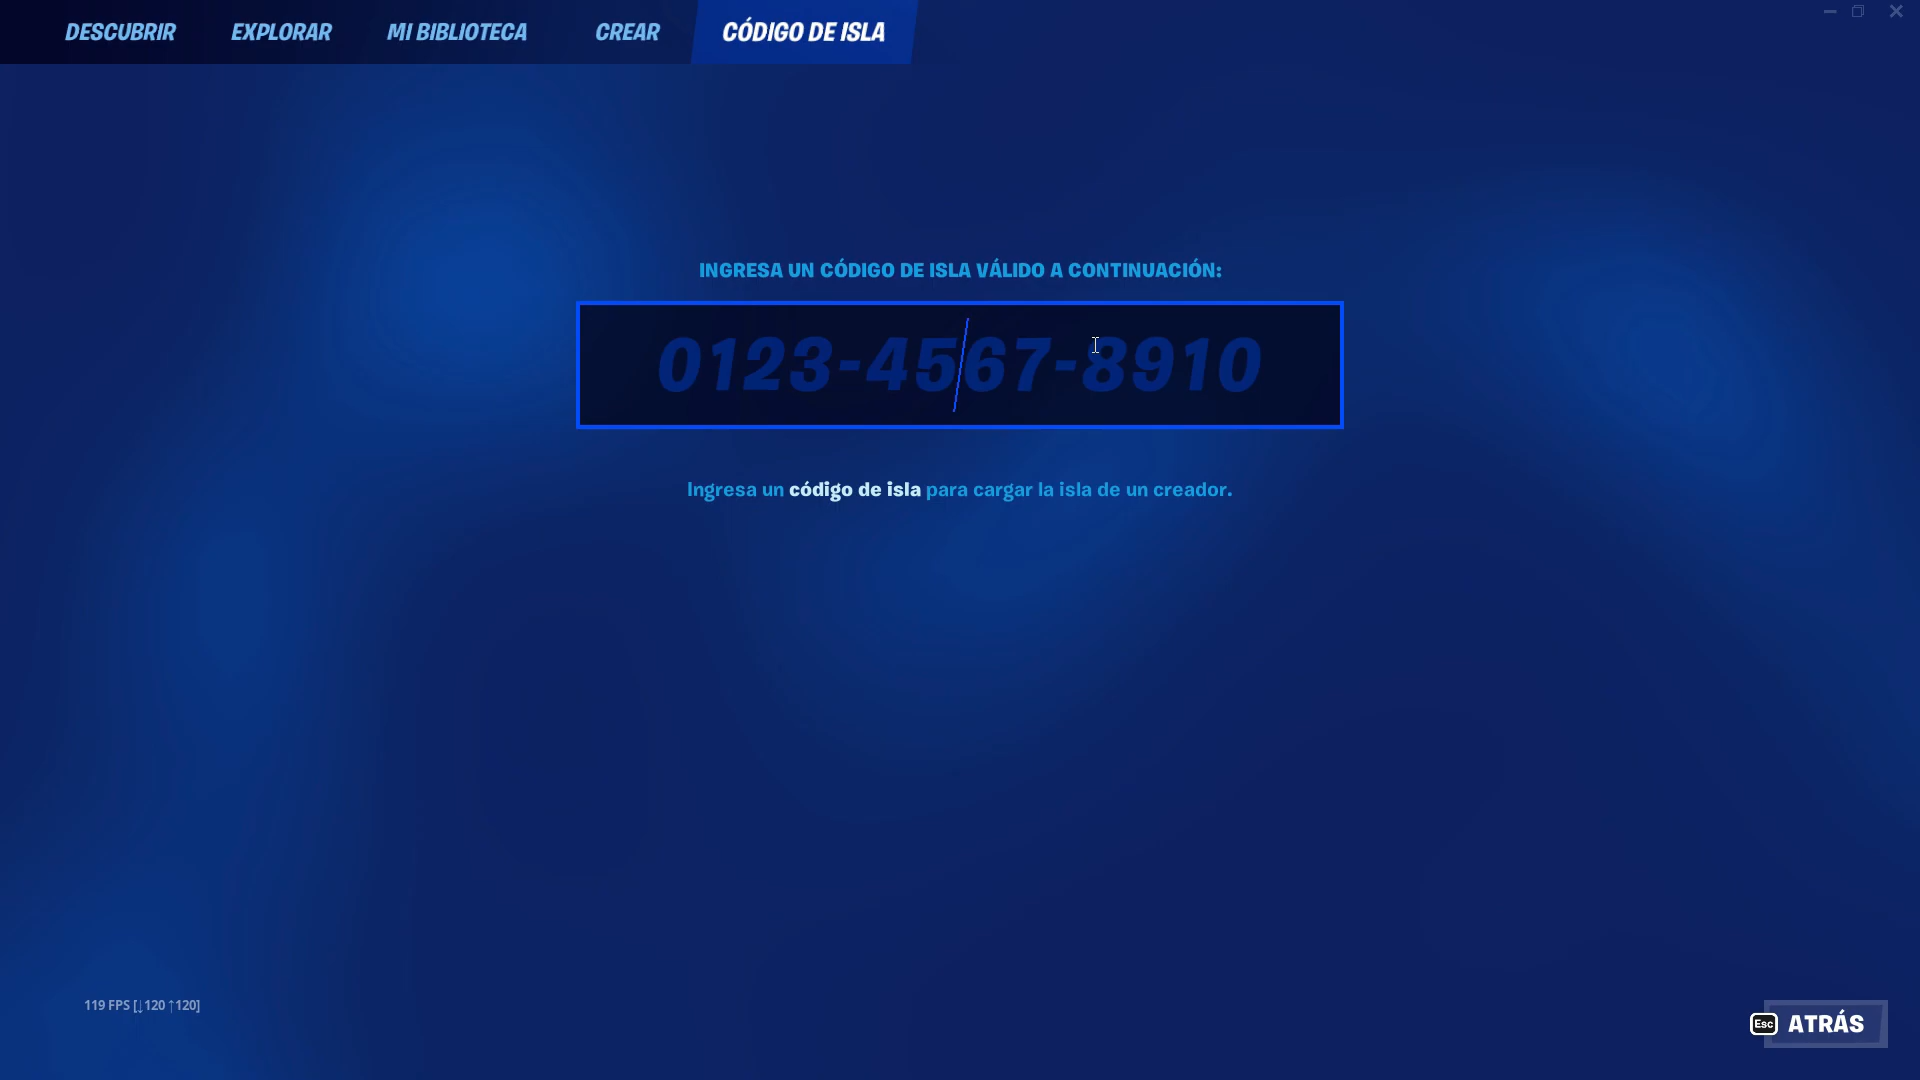 DESCUBRIR EXPLORAR MI BIBLIOTECA CREAR CÓDIGO DE ISLA
INGRESA UN CÓDIGO DE ISLA VÁLIDO A CONTINUACIÓN:
0123-4567-8910
Ingresa un código de isla para cargar la isla de un creador.
119 FPS [↓120 ↑120]
Esc ATRÁS